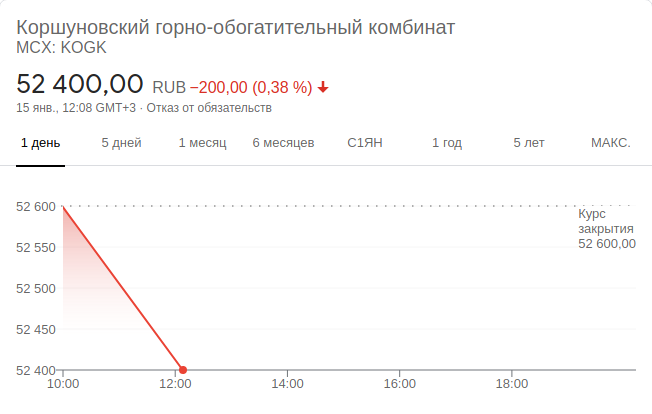 Коршуновский горно-обогатительный комбинат
MCX: KOGK
52 400,00 RUB −200,00 (0,38 %)
15 янв., 12:08 GMT+3 · Отказ от обязательств
1 день 5 дней 1 месяц 6 месяцев С1ЯН 1 год 5 лет МАКС.
52 600
Курс
закрытия
52 600,00
52 550
52 500
52 450
52 400
10:00 12:00 14:00 16:00 18:00